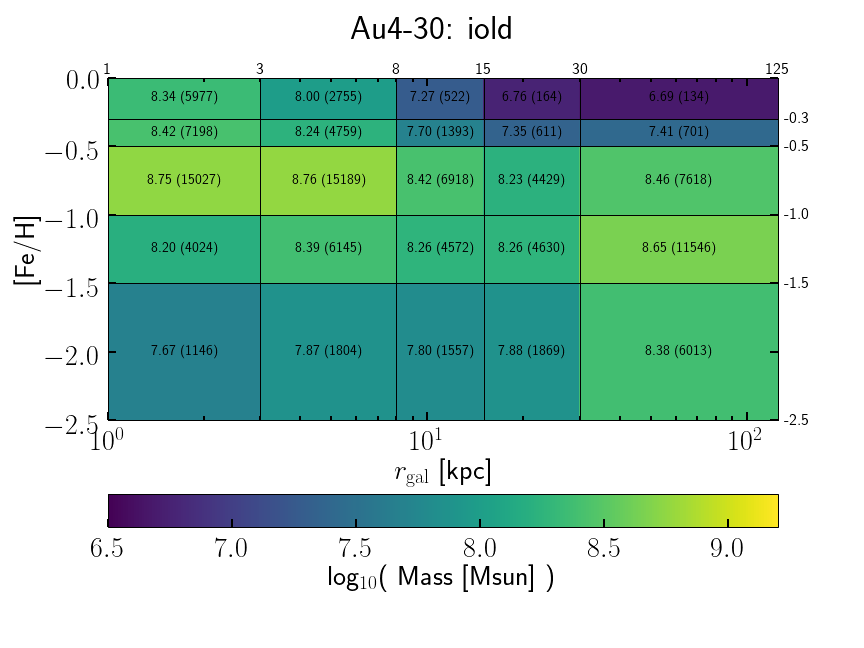 Au4-30: iold
1 3 8 15 30 125
0.0
8.34 (5977) 8.00 (2755) 7.27 (522) 6.76 (164) 6.69 (134)
-0.3
8.42 (7198) 8.24 (4759) 7.70 (1393) 7.35 (611) 7.41 (701)
−0.5 -0.5
8.75 (15027) 8.76 (15189) 8.42 (6918) 8.23 (4429) 8.46 (7618)
−1.0 -1.0
[Fe/H]
8.20 (4024) 8.39 (6145) 8.26 (4572) 8.26 (4630) 8.65 (11546)
−1.5 -1.5
7.67 (1146) 7.87 (1804) 7.80 (1557) 7.88 (1869) 8.38 (6013)
−2.0
−2.5 -2.5
10⁰ 10¹ 10²
r_gal [kpc]
6.5 7.0 7.5 8.0 8.5 9.0
log₁₀( Mass [Msun] )